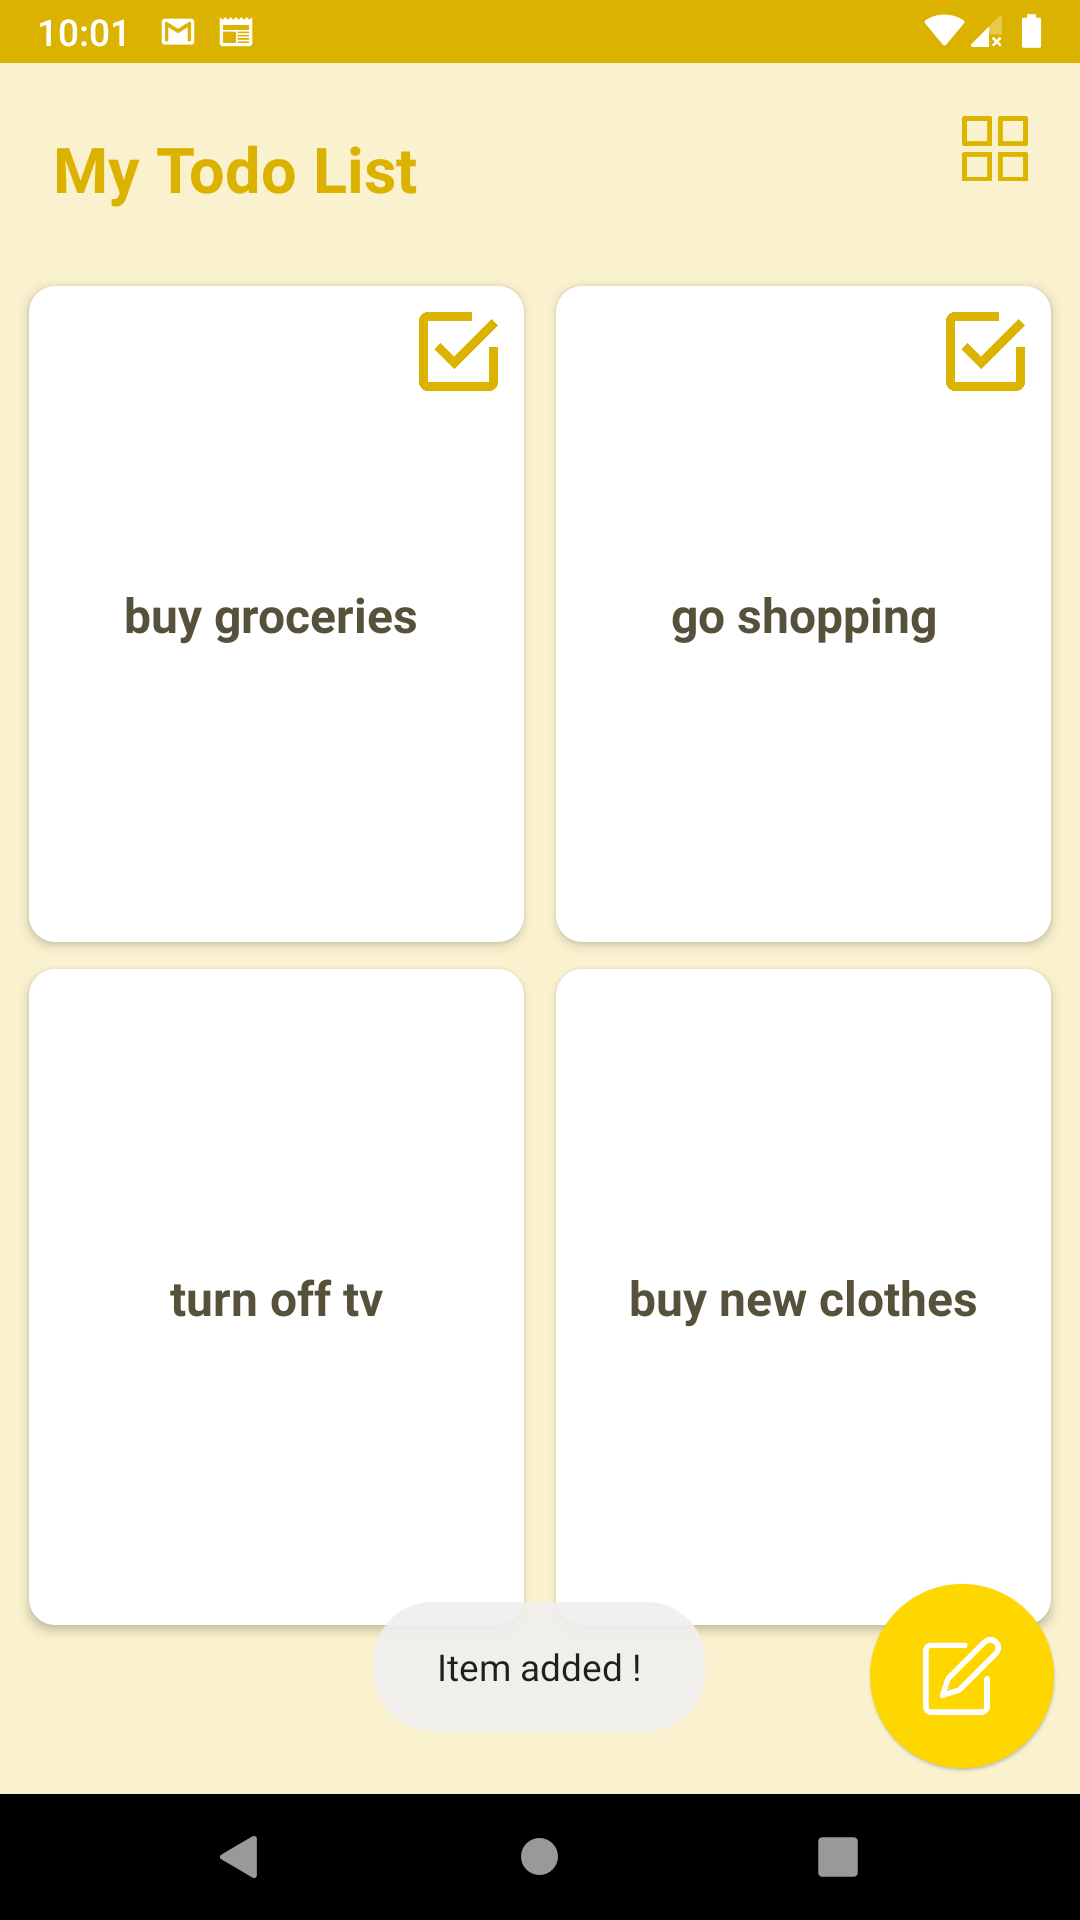 10:01
My Todo List
buy groceries
go shopping
turn off tv
buy new clothes
Item added !